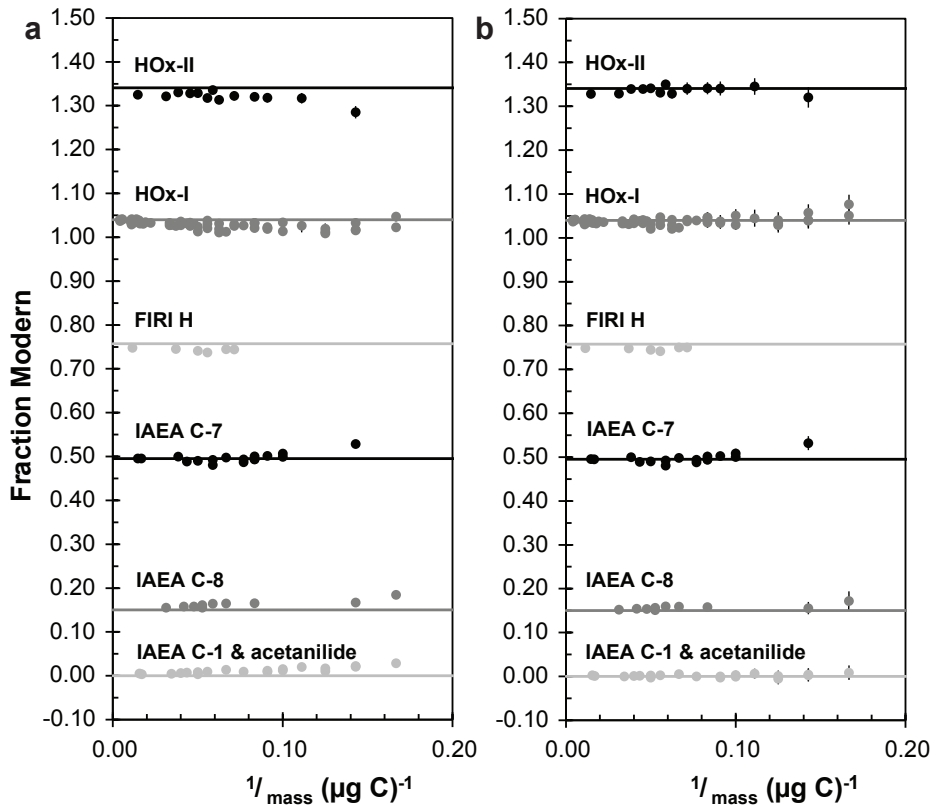 a
1.50
1.40
1.30
1.20
1.10
1.00
0.90
0.80
0.70
0.60
0.50
0.40
0.30
0.20
0.10
0.00
-0.10
Fraction Modern
HOx-II
HOx-I
FIRI H
IAEA C-7
IAEA C-8
IAEA C-1 & acetanilide
0.00 0.10 0.20
1/mass (µg C)-1
b
1.50
1.40
1.30
1.20
1.10
1.00
0.90
0.80
0.70
0.60
0.50
0.40
0.30
0.20
0.10
0.00
-0.10
HOx-II
HOx-I
FIRI H
IAEA C-7
IAEA C-8
IAEA C-1 & acetanilide
0.00 0.10 0.20
1/mass (µg C)-1